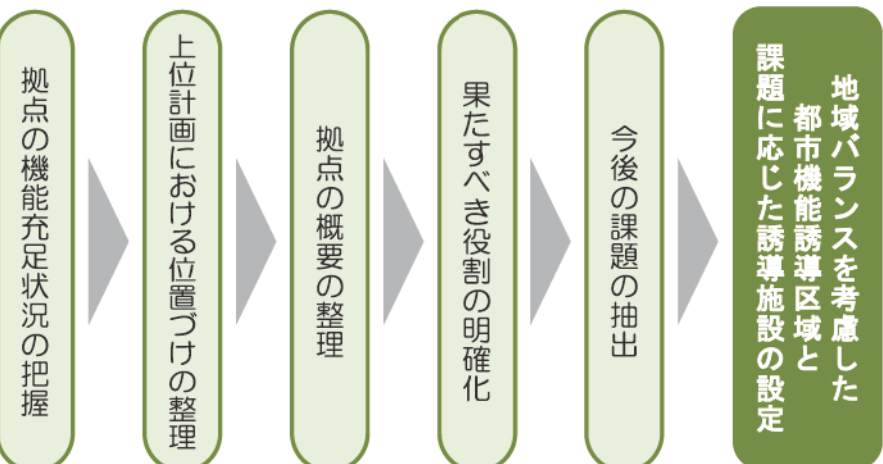 拠点の機能充足状況の把握
上位計画における位置づけの整理
拠点の概要の整理
果たすべき役割の明確化
今後の課題の抽出
地域バランスを考慮した
都市機能誘導区域と
課題に応じた誘導施設の設定